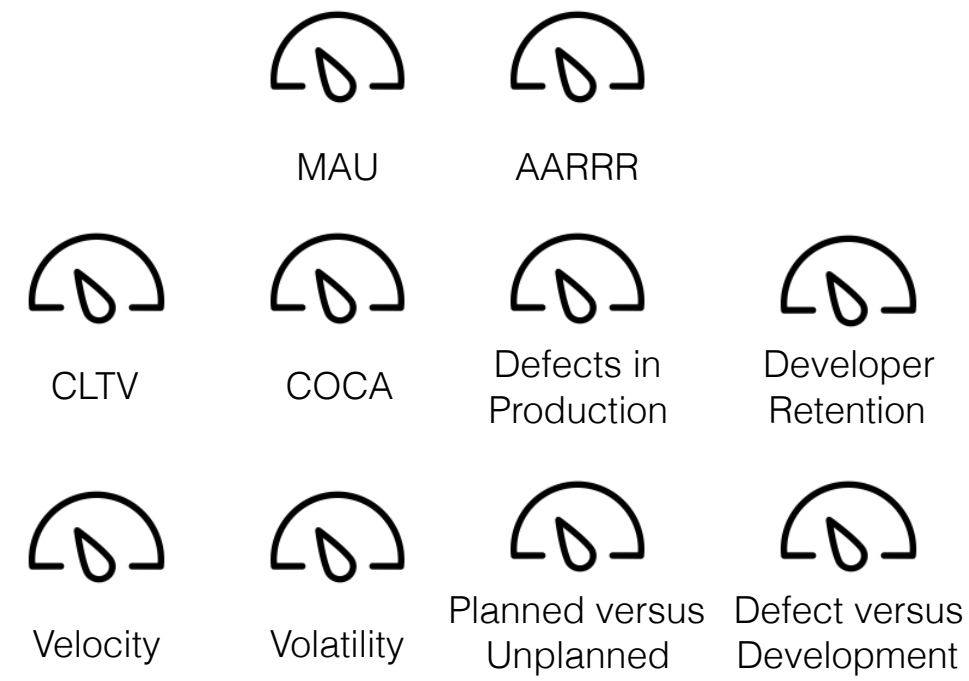 MAU
AARRR
CLTV
COCA
Defects in
Production
Developer
Retention
Velocity
Volatility
Planned versus
Unplanned
Defect versus
Development